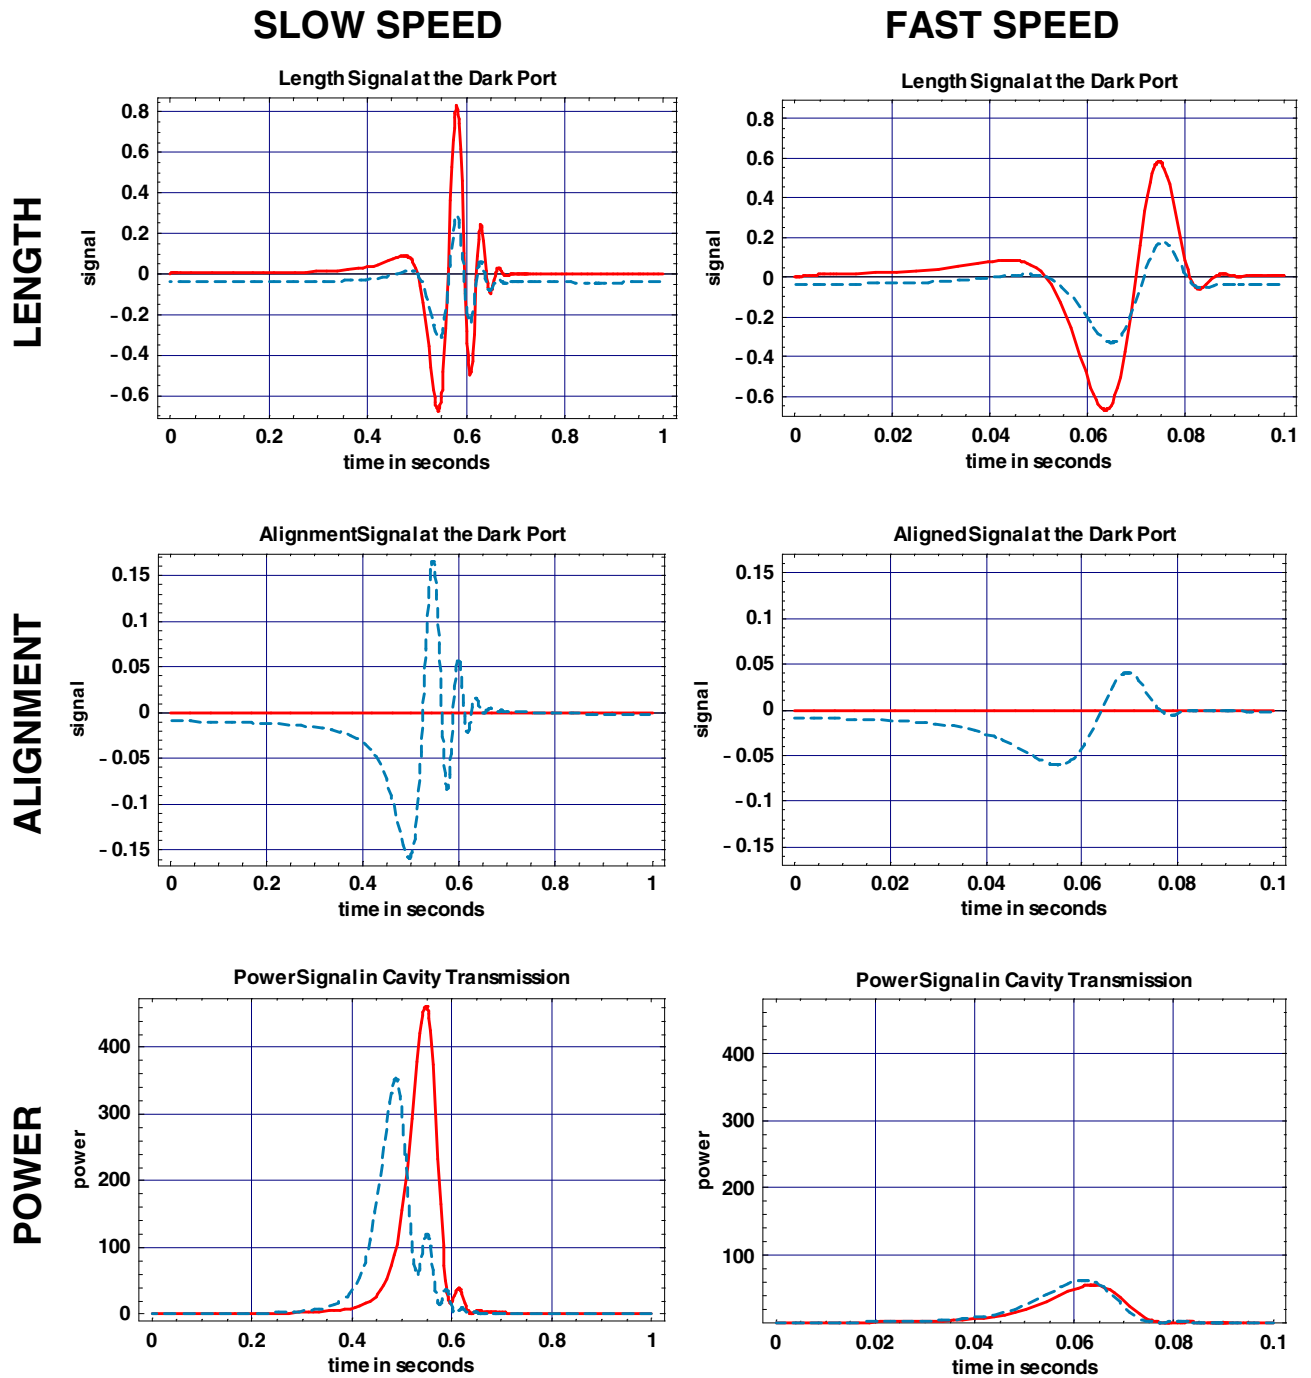 SLOW SPEED
FAST SPEED
LENGTH
Length Signal at the Dark Port
0.8
0.6
0.4
0.2
0
-0.2
-0.4
-0.6
signal
0 0.2 0.4 0.6 0.8 1
time in seconds
Length Signal at the Dark Port
0.8
0.6
0.4
0.2
0
-0.2
-0.4
-0.6
signal
0 0.02 0.04 0.06 0.08 0.1
time in seconds
ALIGNMENT
Alignment Signal at the Dark Port
0.15
0.1
0.05
0
-0.05
-0.1
-0.15
signal
0 0.2 0.4 0.6 0.8 1
time in seconds
Aligned Signal at the Dark Port
0.15
0.1
0.05
0
-0.05
-0.1
-0.15
signal
0 0.02 0.04 0.06 0.08 0.1
time in seconds
POWER
Power Signal in Cavity Transmission
400
300
200
100
0
power
0 0.2 0.4 0.6 0.8 1
time in seconds
Power Signal in Cavity Transmission
400
300
200
100
power
0 0.02 0.04 0.06 0.08 0.1
time in seconds